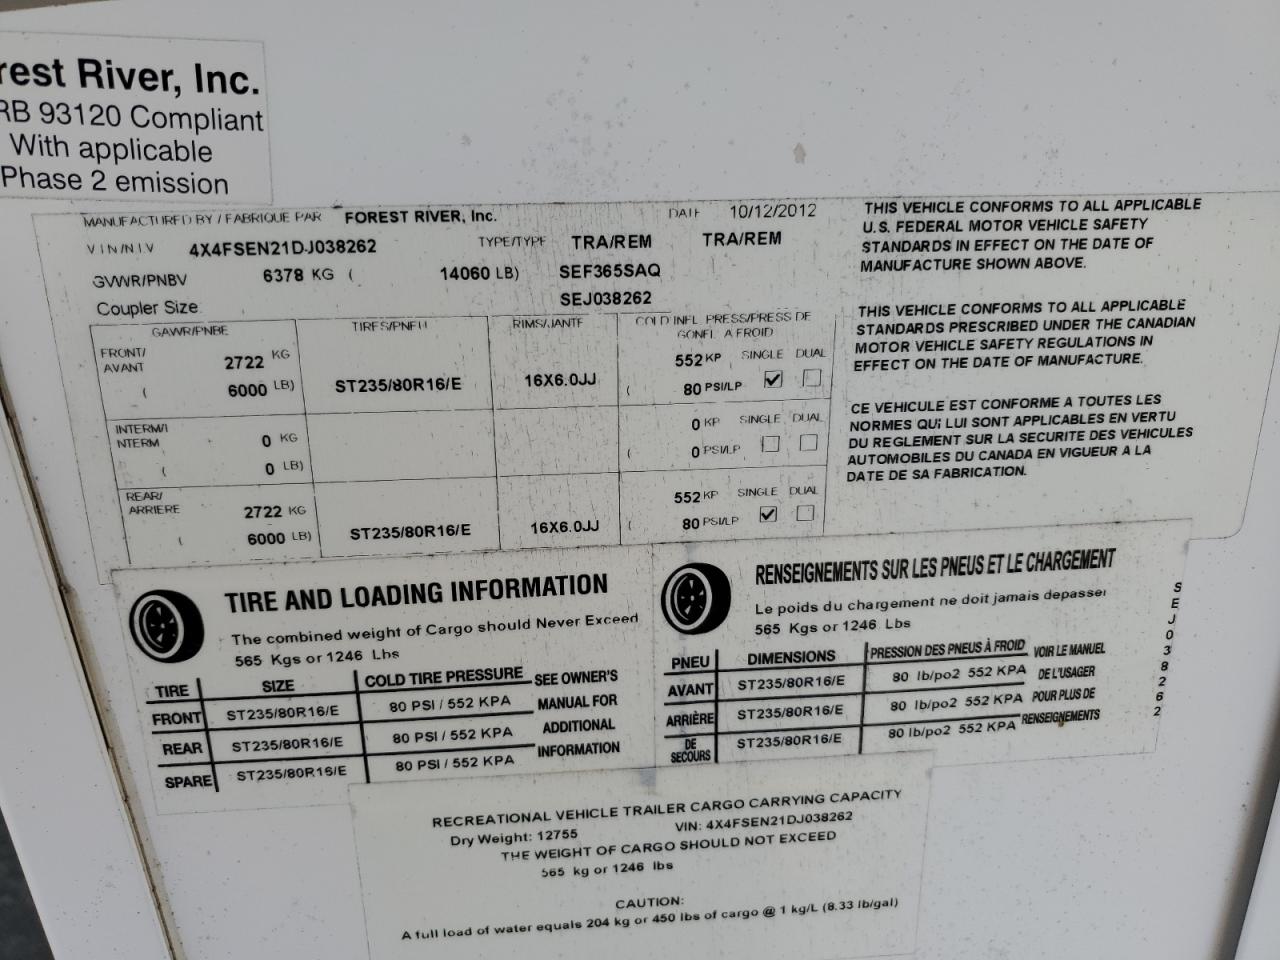 rest River, Inc.
RB 93120 Compliant
With applicable
Phase 2 emission
MANUFACTURED BY / FABRIQUE PAR FOREST RIVER, Inc. DATE 10/12/2012
VIN/NIV 4X4FSEN21DJ038262 TYPE/TYPE TRA/REM TRA/REM
GVWR/PNBV 6378 KG ( 14060 LB) SEF365SAQ
Coupler Size SEJ038262
GAWR/PNBE TIRES/PNEU RIMS/JANTE COLD INFL PRESS/PRESS DE
GONFL A FROID
FRONT/
AVANT 2722 KG 552 KP SINGLE DUAL
( 6000 LB) ST235/80R16/E 16X6.0JJ ( 80 PSI/LP
INTERM/I
NTERM 0 KG 0 KP SINGLE DUAL
( 0 LB) ( 0 PSI/LP
REAR/
ARRIERE 2722 KG 552 KP SINGLE DUAL
( 6000 LB) ST235/80R16/E 16X6.0JJ ( 80 PSI/LP
THIS VEHICLE CONFORMS TO ALL APPLICABLE
U.S. FEDERAL MOTOR VEHICLE SAFETY
STANDARDS IN EFFECT ON THE DATE OF
MANUFACTURE SHOWN ABOVE.
THIS VEHICLE CONFORMS TO ALL APPLICABLE
STANDARDS PRESCRIBED UNDER THE CANADIAN
MOTOR VEHICLE SAFETY REGULATIONS IN
EFFECT ON THE DATE OF MANUFACTURE.
CE VEHICULE EST CONFORME A TOUTES LES
NORMES QUI LUI SONT APPLICABLES EN VERTU
DU REGLEMENT SUR LA SECURITE DES VEHICULES
AUTOMOBILES DU CANADA EN VIGUEUR A LA
DATE DE SA FABRICATION.
TIRE AND LOADING INFORMATION
The combined weight of Cargo should Never Exceed
565 Kgs or 1246 Lbs
TIRE SIZE COLD TIRE PRESSURE
FRONT ST235/80R16/E 80 PSI / 552 KPA
REAR ST235/80R16/E 80 PSI / 552 KPA
SPARE ST235/80R16/E 80 PSI / 552 KPA
SEE OWNER'S
MANUAL FOR
ADDITIONAL
INFORMATION
RENSEIGNEMENTS SUR LES PNEUS ET LE CHARGEMENT
Le poids du chargement ne doit jamais depasser
565 Kgs or 1246 Lbs
PNEU DIMENSIONS PRESSION DES PNEUS À FROID
AVANT ST235/80R16/E 80 lb/po2 552 KPA
ARRIÈRE ST235/80R16/E 80 lb/po2 552 KPA
DE
SECOURS ST235/80R16/E 80 lb/po2 552 KPA
VOIR LE MANUEL
DE L'USAGER
POUR PLUS DE
RENSEIGNEMENTS
SEJ038262
RECREATIONAL VEHICLE TRAILER CARGO CARRYING CAPACITY
Dry Weight: 12755 VIN: 4X4FSEN21DJ038262
THE WEIGHT OF CARGO SHOULD NOT EXCEED
565 kg or 1246 lbs
CAUTION:
A full load of water equals 204 kg or 450 lbs of cargo @ 1 kg/L (8.33 lb/gal)